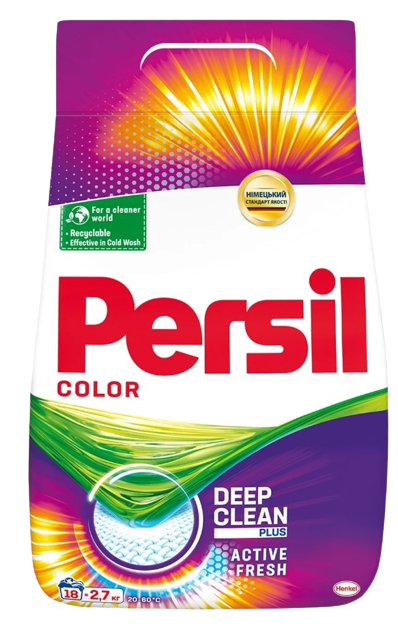 НІМЕЦЬКИЙ
СТАНДАРТ ЯКОСТІ
For a cleaner
world
• Recyclable
• Effective in Cold Wash
Persil
COLOR
DEEP
CLEAN
PLUS
ACTIVE
FRESH
18 = 2,7 КГ
20-60°C
Henkel